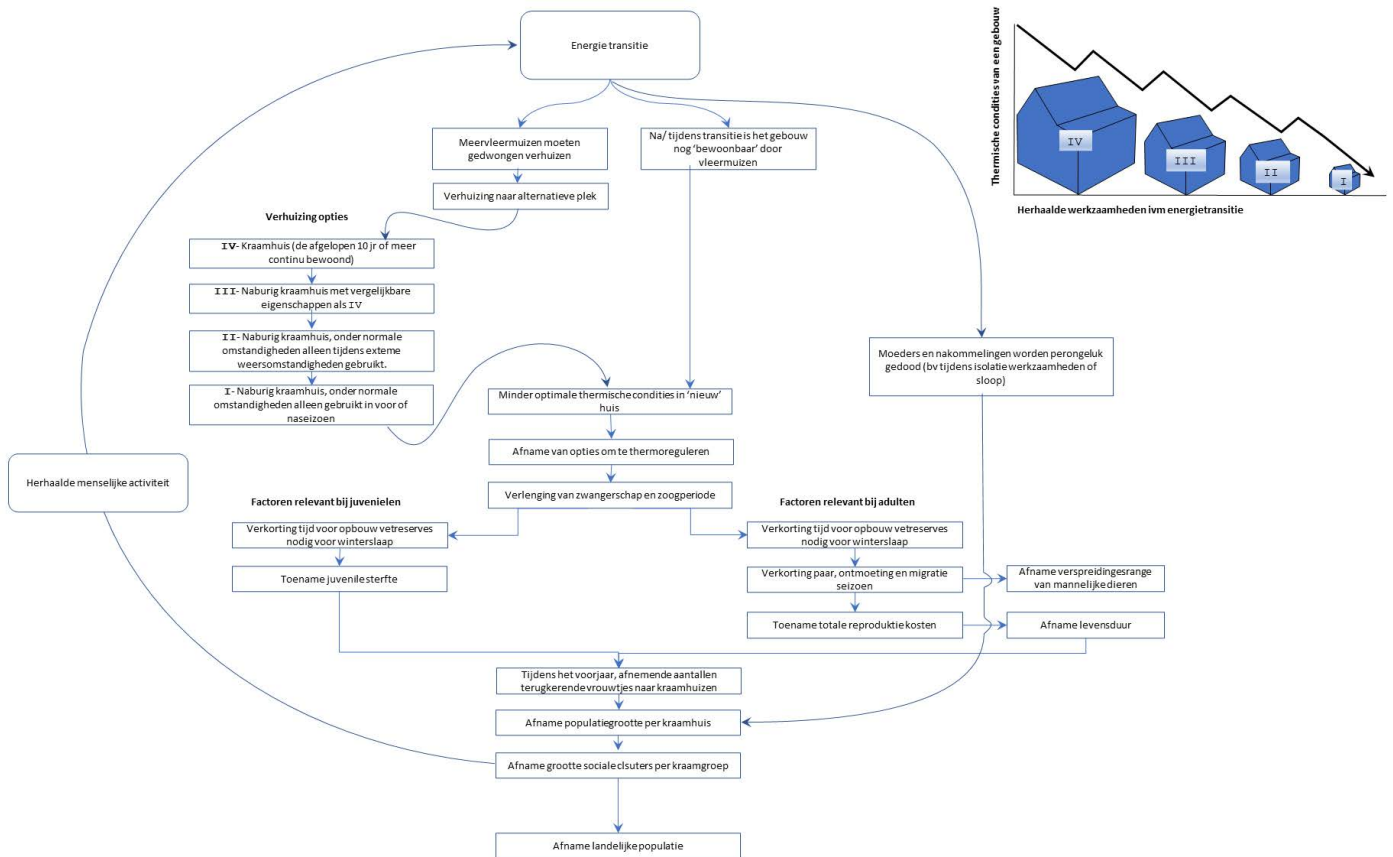 Energie transitie
Thermische condities van een gebouw
IV
III
II
I
Herhaalde werkzaamheden ivm energietransitie
Meervleermuizen moeten
gedwongen verhuizen
Na/ tijdens transitie is het gebouw
nog ‘bewoonbaar’ door
vleermuizen
Verhuizing naar alternatieve plek
Verhuizing opties
IV- Kraamhuis (de afgelopen 10 jr of meer
continu bewoond)
III- Naburig kraamhuis met vergelijkbare
eigenschappen als IV
II- Naburig kraamhuis, onder normale
omstandigheden alleen tijdens exteme
weersomstandigheden gebruikt.
I- Naburig kraamhuis, onder normale
omstandigheden alleen gebruikt in voor of
naseizoen
Moeders en nakommelingen worden perongeluk
gedood (bv tijdens isolatie werkzaamheden of
sloop)
Minder optimale thermische condities in ‘nieuw’
huis
Afname van opties om te thermoreguleren
Herhaalde menselijke activiteit
Verlenging van zwangerschap en zoogperiode
Factoren relevant bij juvenielen
Factoren relevant bij adulten
Verkorting tijd voor opbouw vetreserves
nodig voor winterslaap
Verkorting tijd voor opbouw vetreserves
nodig voor winterslaap
Toename juvenile sterfte
Verkorting paar, ontmoeting en migratie
seizoen
Afname verspreidingsrange
van mannelijke dieren
Toename totale reproduktie kosten
Afname levensduur
Tijdens het voorjaar, afnemende aantallen
terugkerende vrouwtjes naar kraamhuizen
Afname populatiegrootte per kraamhuis
Afname grootte sociale clsuters per kraamgroep
Afname landelijke populatie